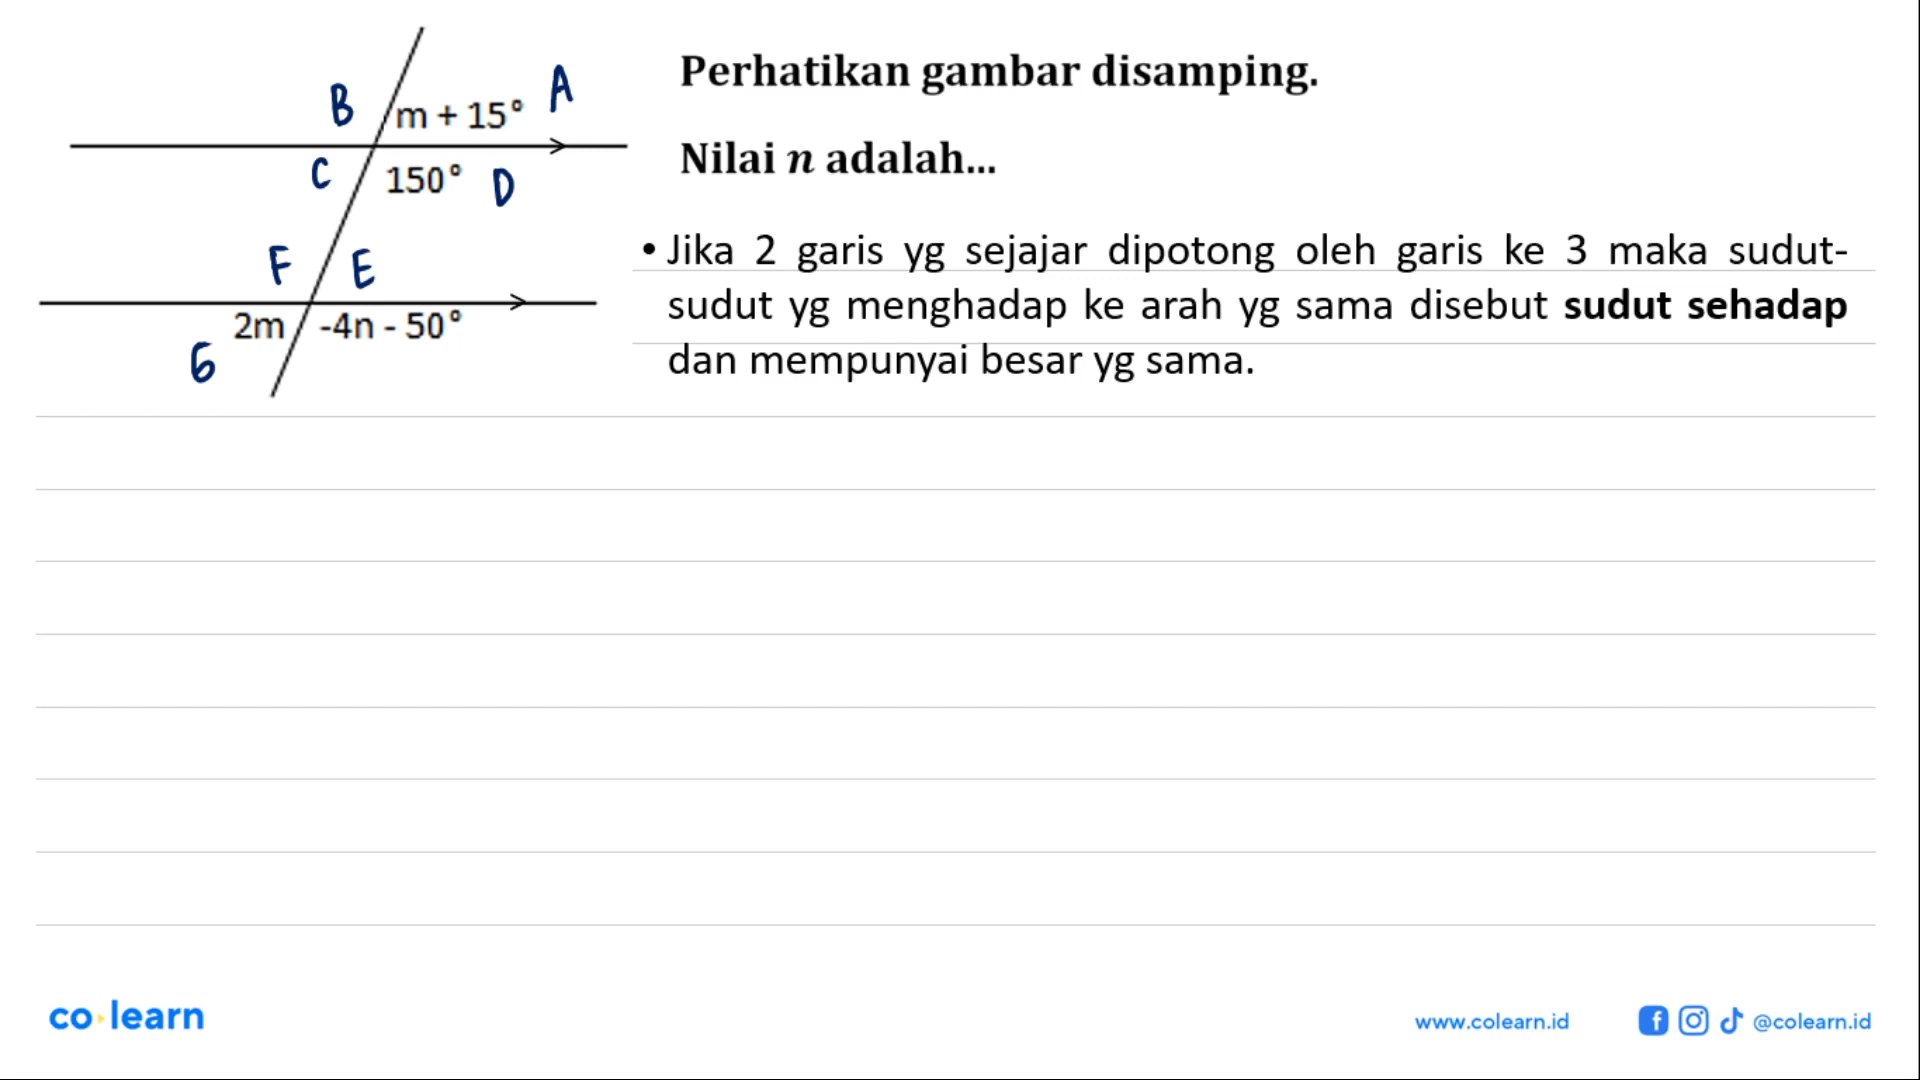 B
m + 15°
A
C
150°
D
F
E
2m
-4n - 50°
G
Perhatikan gambar disamping.
Nilai n adalah...
• Jika 2 garis yg sejajar dipotong oleh garis ke 3 maka sudut-
sudut yg menghadap ke arah yg sama disebut sudut sehadap
dan mempunyai besar yg sama.
co learn
www.colearn.id
@colearn.id